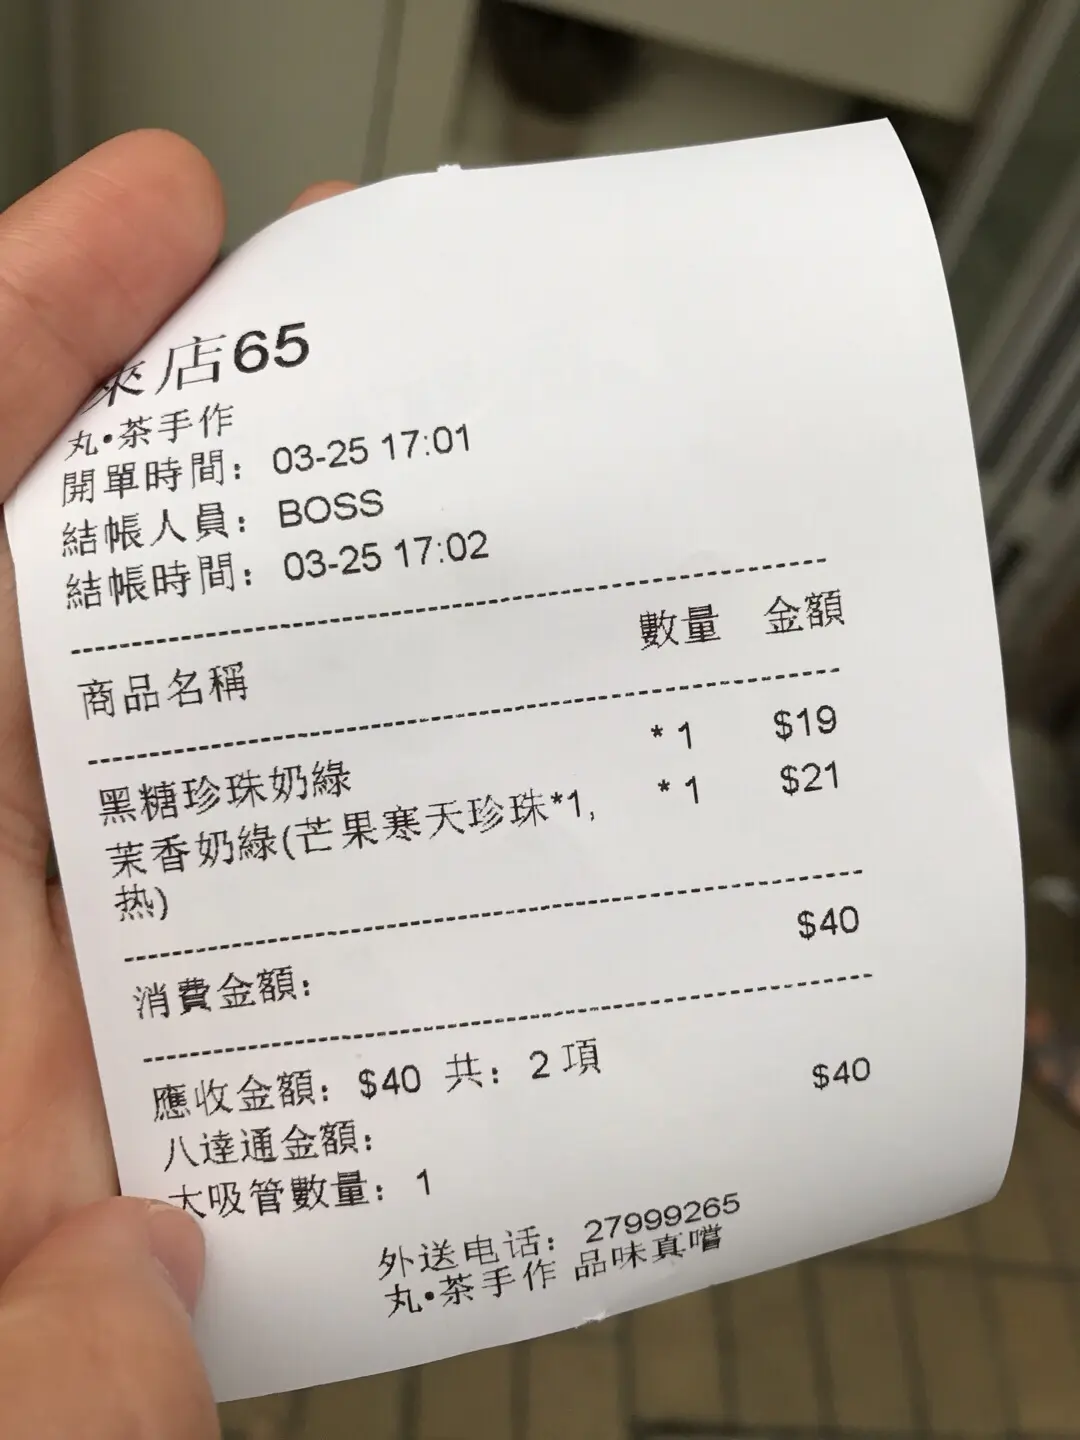 來店65
丸•茶手作
開單時間：03-25 17:01
結帳人員：BOSS
結帳時間：03-25 17:02
商品名稱 數量 金額
黑糖珍珠奶綠 *1 $19
茉香奶綠(芒果寒天珍珠*1, *1 $21
热)
消費金額： $40
應收金額：$40 共：2項
八達通金額： $40
大吸管數量：1
外送电话：27999265
丸•茶手作 品味真嚐